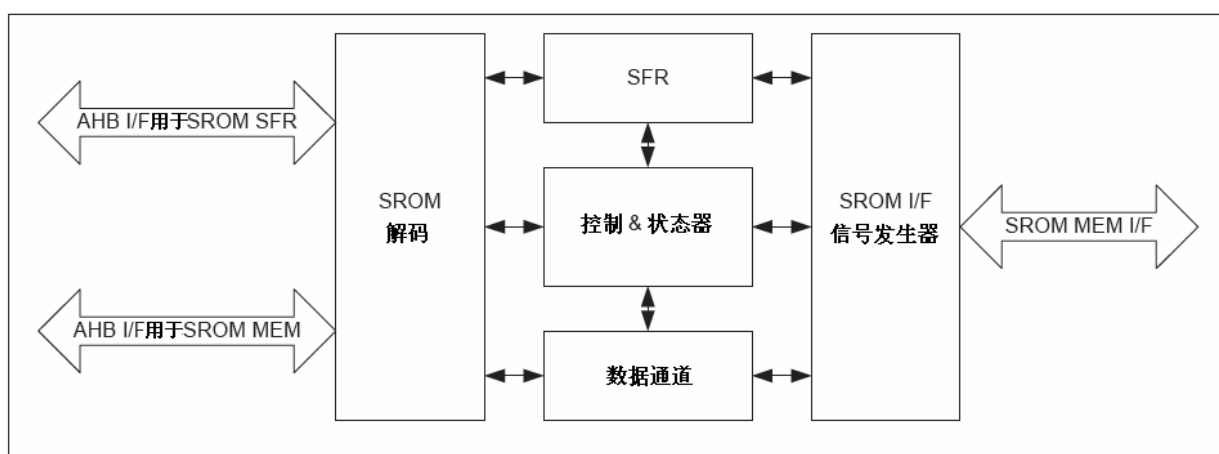 AHB I/F用于SROM SFR
AHB I/F用于SROM MEM
SROM
解码
SFR
控制 & 状态器
数据通道
SROM I/F
信号发生器
SROM MEM I/F